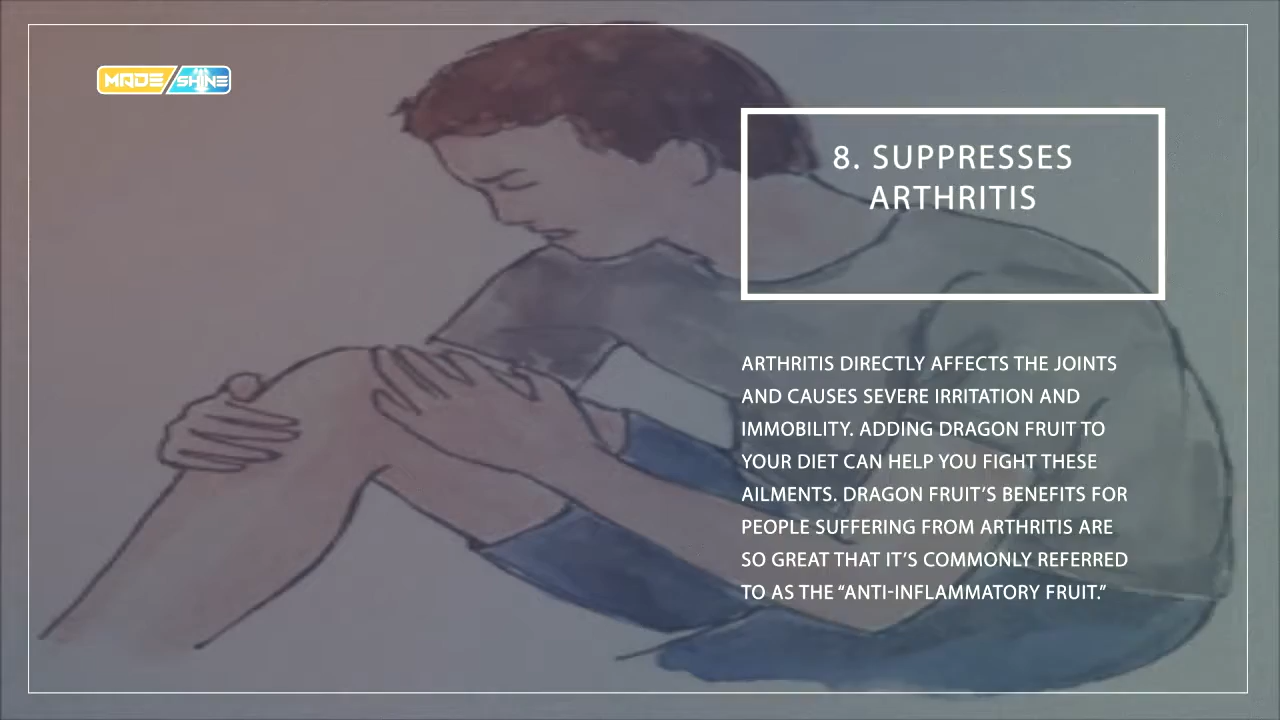 MADE/SHINE
8. SUPPRESSES
ARTHRITIS
ARTHRITIS DIRECTLY AFFECTS THE JOINTS
AND CAUSES SEVERE IRRITATION AND
IMMOBILITY. ADDING DRAGON FRUIT TO
YOUR DIET CAN HELP YOU FIGHT THESE
AILMENTS. DRAGON FRUIT’S BENEFITS FOR
PEOPLE SUFFERING FROM ARTHRITIS ARE
SO GREAT THAT IT’S COMMONLY REFERRED
TO AS THE “ANTI-INFLAMMATORY FRUIT.”